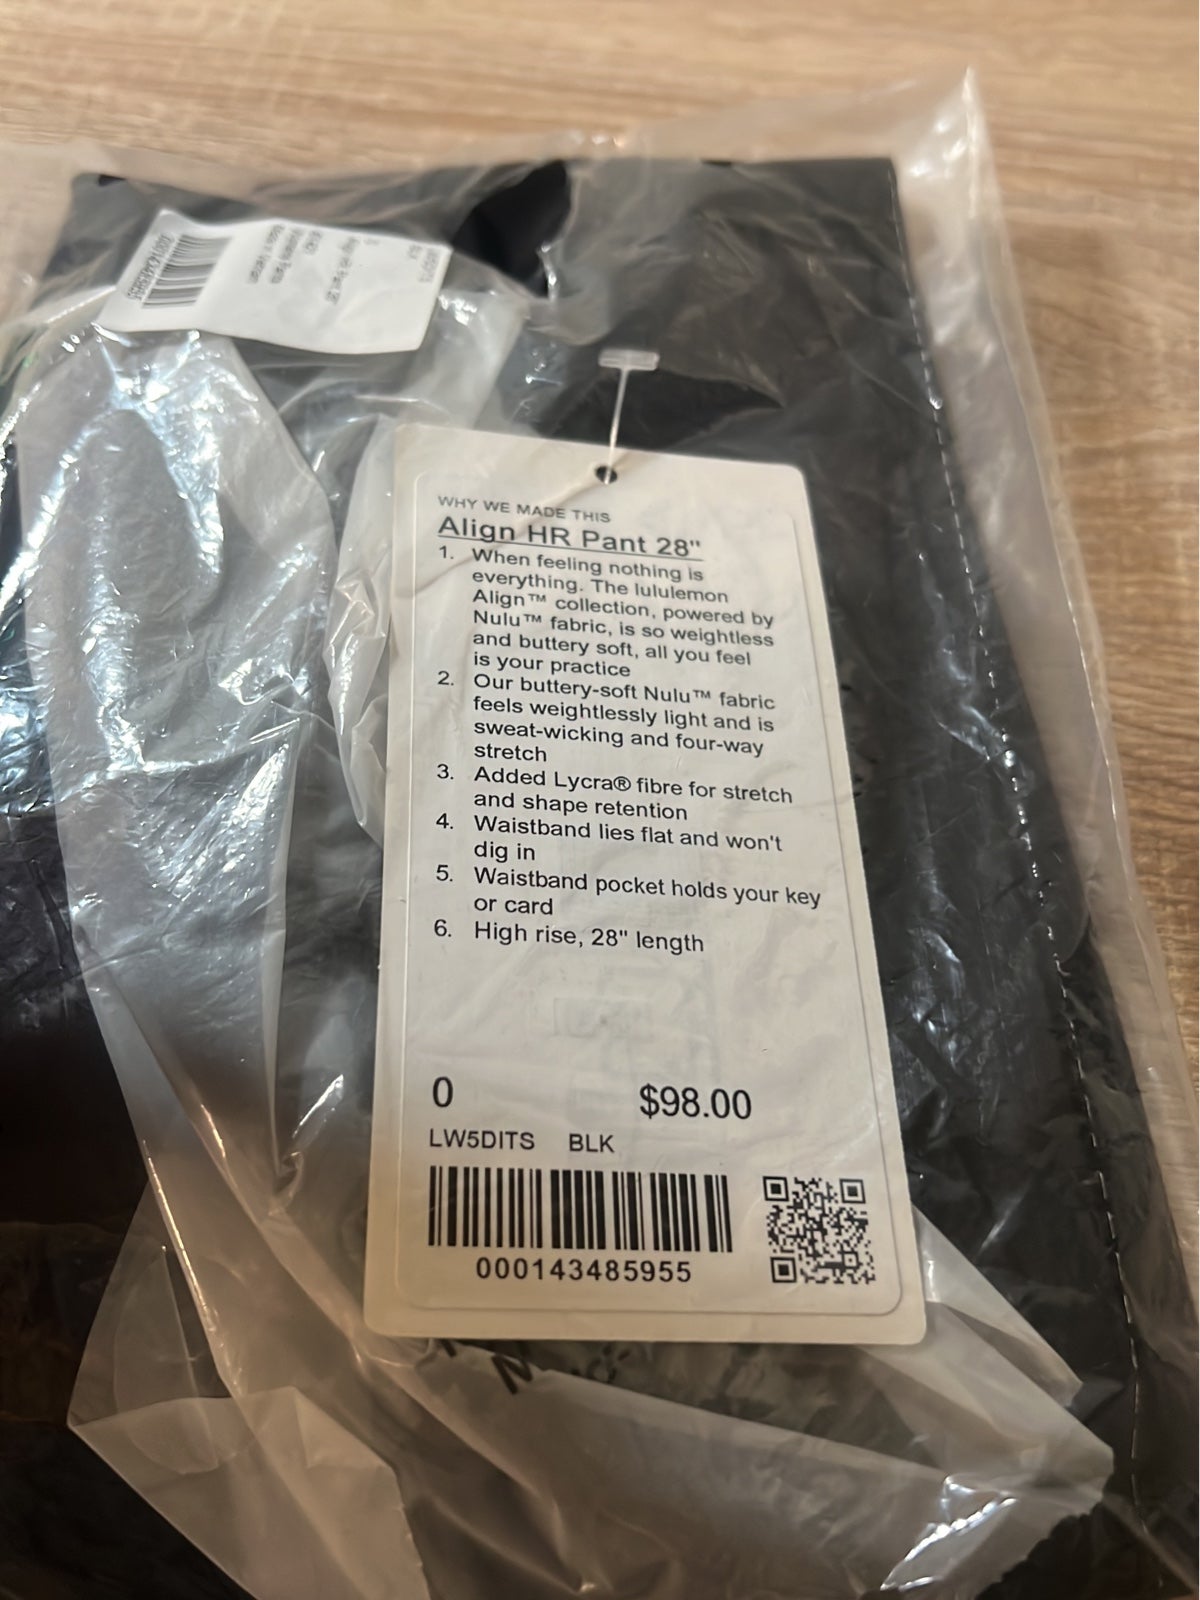 WHY WE MADE THIS
Align HR Pant 28"
1. When feeling nothing is
everything. The lululemon
Align™ collection, powered by
Nulu™ fabric, is so weightless
and buttery soft, all you feel
is your practice
2. Our buttery-soft Nulu™ fabric
feels weightlessly light and is
sweat-wicking and four-way
stretch
3. Added Lycra® fibre for stretch
and shape retention
4. Waistband lies flat and won't
dig in
5. Waistband pocket holds your key
or card
6. High rise, 28" length
0 $98.00
LW5DITS BLK
000143485955